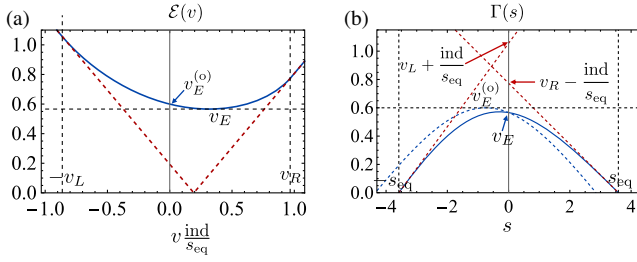 (a) ℰ(v)
1.0
0.8
0.6
0.4
0.2
0.0
v_E^(o)
v_E
−v_L
v_R
−1.0 −0.5 0.0 0.5 1.0
v ind/s_eq
(b) Γ(s)
1.0
0.8
0.6
0.4
0.2
0.0
v_L + ind/s_eq
v_R − ind/s_eq
v_E^(o)
v_E
−s_eq
s_eq
−4 −2 0 2 4
s